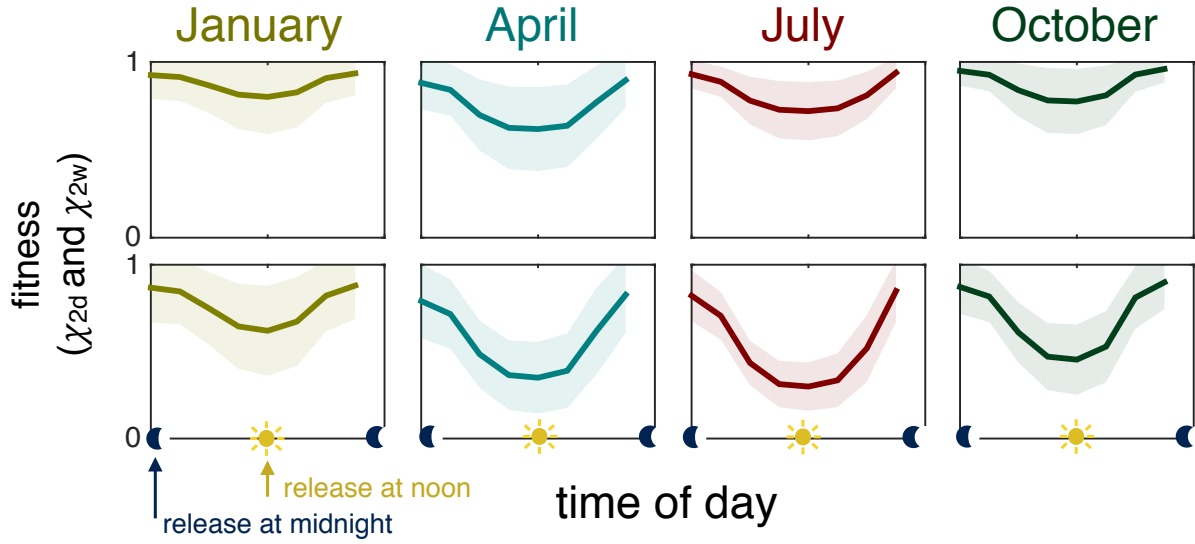 January
April
July
October
1
0
1
0
fitness
(χ2d and χ2w)
release at noon
release at midnight
time of day